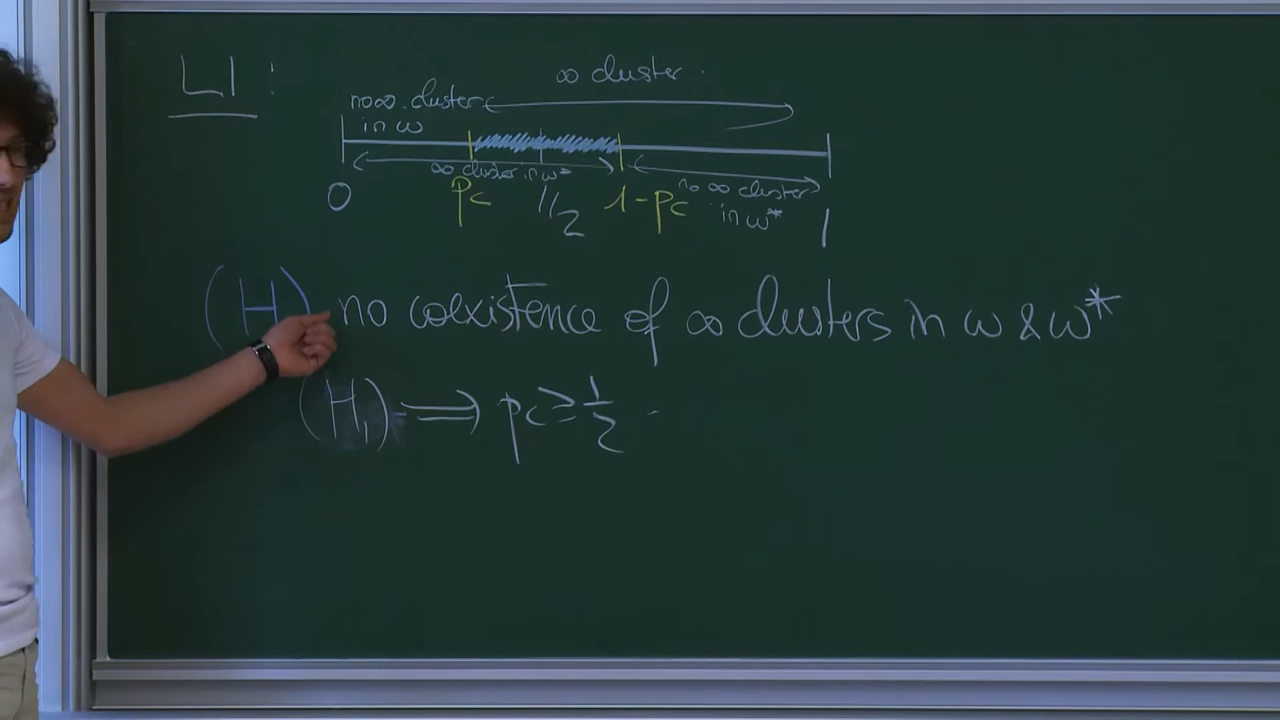 L1 :
∞ cluster.
no ∞ cluster
in ω
∞ cluster in ω*
no ∞ cluster
in ω*
0 pc 1/2 1-pc 1
(H) no coexistence of ∞ clusters in ω & ω*
(H₁) ⟹ pc ≥ 1/2